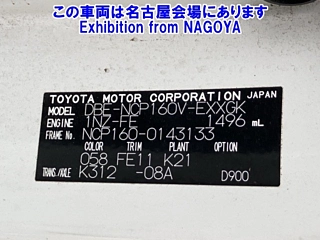 この車両は名古屋会場にあります
Exhibition from NAGOYA
TOYOTA MOTOR CORPORATION JAPAN
MODEL DBE-NCP160V-EXXGK
ENGINE 1NZ-FE 1496 mL
FRAME No. NCP160-0143133
COLOR TRIM PLANT OPTION
058 FE11 K21
TRANS./AXLE K312 -08A D900